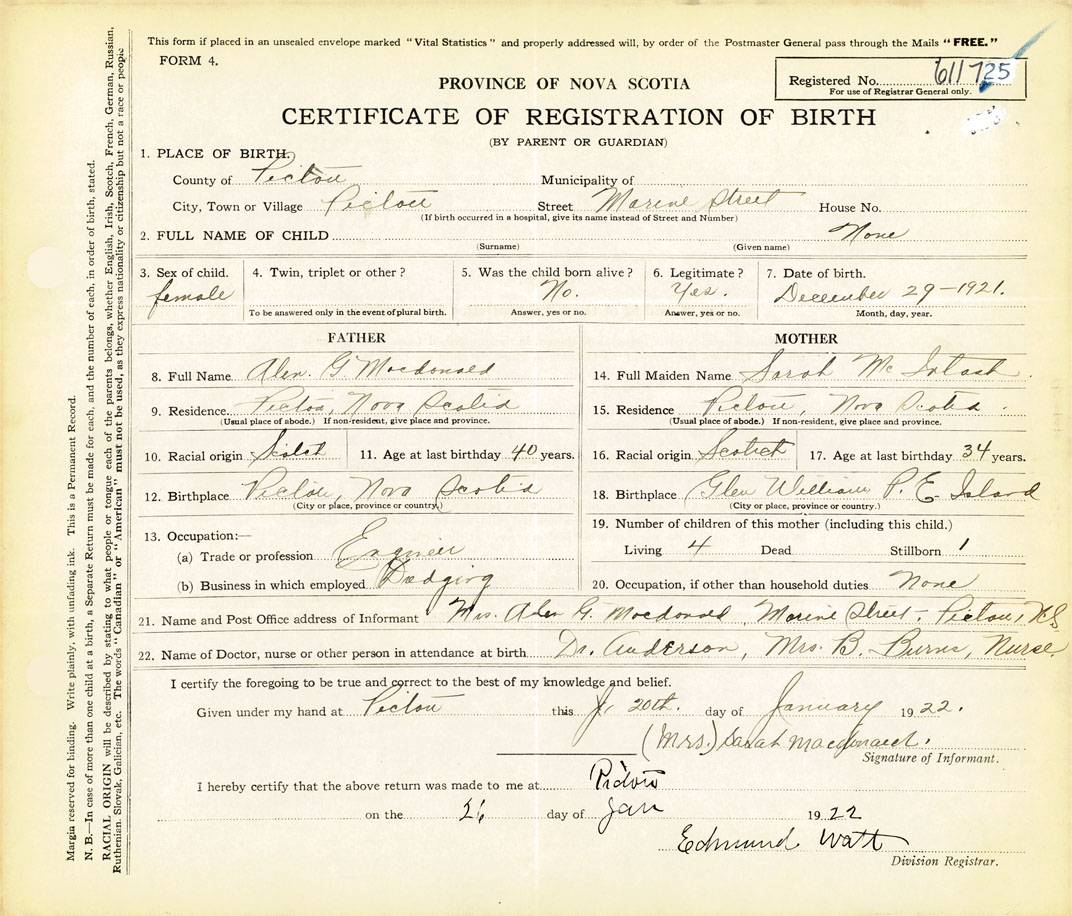 This form if placed in an unsealed envelope marked "Vital Statistics" and properly addressed will, by order of the Postmaster General pass through the Mails "FREE."
FORM 4.
Registered No. 611725
For use of Registrar General only.
PROVINCE OF NOVA SCOTIA
CERTIFICATE OF REGISTRATION OF BIRTH
(BY PARENT OR GUARDIAN)
1. PLACE OF BIRTH.
County of Pictou Municipality of
City, Town or Village Pictou Street Marine Street House No.
(If birth occurred in a hospital, give its name instead of Street and Number)
2. FULL NAME OF CHILD None
(Surname) (Given name)
3. Sex of child. 4. Twin, triplet or other? 5. Was the child born alive? 6. Legitimate? 7. Date of birth.
female No. Yes. December 29-1921.
To be answered only in the event of plural birth. Answer, yes or no. Answer, yes or no. Month, day, year.
FATHER
8. Full Name Alex. G. Macdonald
9. Residence. Pictou, Nova Scotia
(Usual place of abode.) If non-resident, give place and province.
10. Racial origin Scotch 11. Age at last birthday 40 years.
12. Birthplace Pictou, Nova Scotia
(City or place, province or country.)
13. Occupation:—
(a) Trade or profession Engineer
(b) Business in which employed Dredging
MOTHER
14. Full Maiden Name Sarah McIntosh.
15. Residence Pictou, Nova Scotia.
(Usual place of abode.) If non-resident, give place and province.
16. Racial origin Scotch 17. Age at last birthday 34 years.
18. Birthplace Glen William P. E. Island
(City or place, province or country.)
19. Number of children of this mother (including this child.)
Living 4 Dead Stillborn 1
20. Occupation, if other than household duties None
21. Name and Post Office address of Informant Mrs. Alex G. Macdonald, Marine Street, Pictou, N.S.
22. Name of Doctor, nurse or other person in attendance at birth Dr. Anderson, Mrs. B. Burns, Nurse.
I certify the foregoing to be true and correct to the best of my knowledge and belief.
Given under my hand at Pictou this 20th. day of January 1922.
(Mrs.) Sarah Macdonald.
Signature of Informant.
I hereby certify that the above return was made to me at Pictou
on the 26 day of Jan 1922
Edmund Watt
Division Registrar.
Margin reserved for binding. Write plainly, with unfading ink. This is a Permanent Record.
N. B.—In case of more than one child at a birth, a Separate Return must be made for each, and the number of each, in order of birth, stated.
RACIAL ORIGIN will be described by stating to what people or tongue each of the parents belongs, whether English, Irish, Scotch, French, German, Russian,
Ruthenian, Slovak, Galician, etc. The words "Canadian" or "American" must not be used, as they express nationality or citizenship but not a race or people